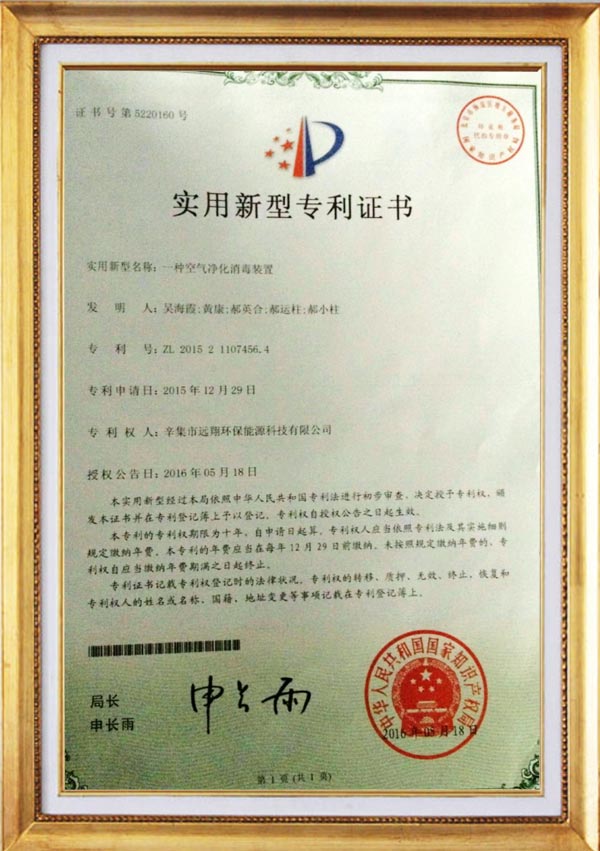 证书号第5220160号
实用新型专利证书
实用新型名称：一种空气净化消毒装置
发 明 人：吴海霞;黄康;郝英合;郝运柱;郝小柱
专 利 号：ZL 2015 2 1107456.4
专利申请日：2015年12月29日
专 利 权 人：辛集市远翔环保能源科技有限公司
授权公告日：2016年05月18日
本实用新型经过本局依照中华人民共和国专利法进行初步审查，决定授予专利权，颁
发本证书并在专利登记簿上予以登记。专利权自授权公告之日起生效。
本专利的专利权期限为十年，自申请日起算。专利权人应当依照专利法及其实施细则
规定缴纳年费。本专利的年费应当在每年12月29日前缴纳。未按照规定缴纳年费的，专
利权自应当缴纳年费期满之日起终止。
专利证书记载专利权登记时的法律状况。专利权的转移、质押、无效、终止、恢复和
专利权人的姓名或名称、国籍、地址变更等事项记载在专利登记簿上。
局长
申长雨
申长雨
中华人民共和国国家知识产权局
2016年05月18日
第1页(共1页)